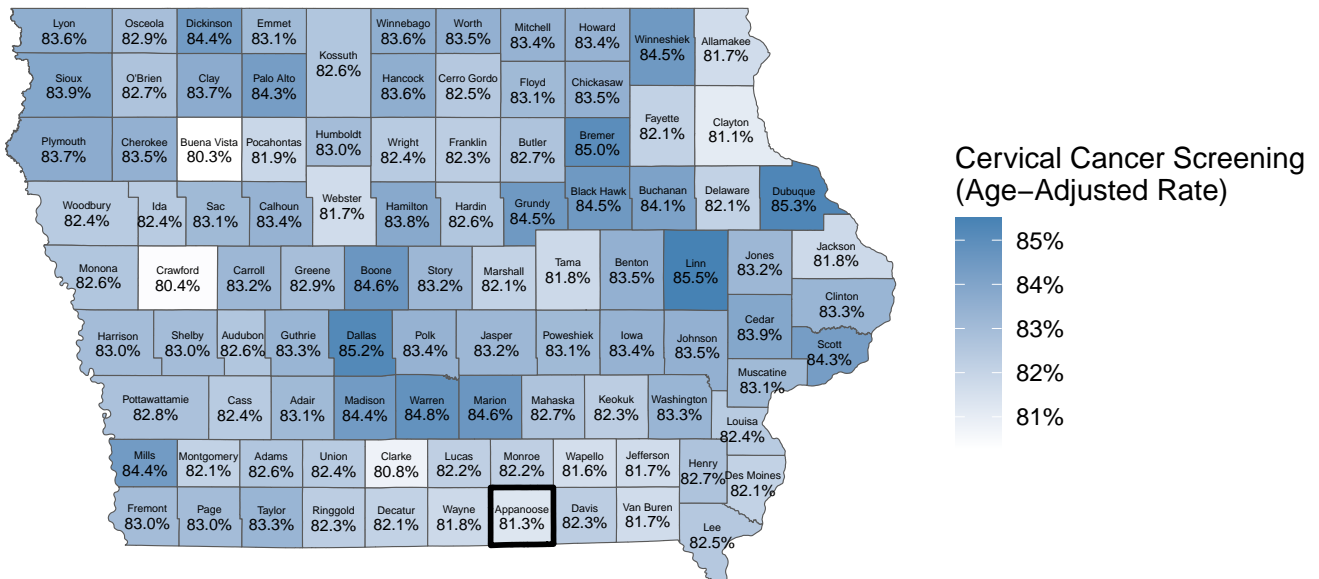 Lyon
83.6%
Osceola
82.9%
Dickinson
84.4%
Emmet
83.1%
Kossuth
82.6%
Winnebago
83.6%
Worth
83.5%
Mitchell
83.4%
Howard
83.4%
Winneshiek
84.5%
Allamakee
81.7%
Sioux
83.9%
O'Brien
82.7%
Clay
83.7%
Palo Alto
84.3%
Hancock
83.6%
Cerro Gordo
82.5%
Floyd
83.1%
Chickasaw
83.5%
Fayette
82.1%
Clayton
81.1%
Plymouth
83.7%
Cherokee
83.5%
Buena Vista
80.3%
Pocahontas
81.9%
Humboldt
83.0%
Wright
82.4%
Franklin
82.3%
Butler
82.7%
Bremer
85.0%
Woodbury
82.4%
Ida
82.4%
Sac
83.1%
Calhoun
83.4%
Webster
81.7%
Hamilton
83.8%
Hardin
82.6%
Grundy
84.5%
Black Hawk
84.5%
Buchanan
84.1%
Delaware
82.1%
Dubuque
85.3%
Monona
82.6%
Crawford
80.4%
Carroll
83.2%
Greene
82.9%
Boone
84.6%
Story
83.2%
Marshall
82.1%
Tama
81.8%
Benton
83.5%
Linn
85.5%
Jones
83.2%
Jackson
81.8%
Clinton
83.3%
Harrison
83.0%
Shelby
83.0%
Audubon
82.6%
Guthrie
83.3%
Dallas
85.2%
Polk
83.4%
Jasper
83.2%
Poweshiek
83.1%
Iowa
83.4%
Johnson
83.5%
Cedar
83.9%
Scott
84.3%
Muscatine
83.1%
Pottawattamie
82.8%
Cass
82.4%
Adair
83.1%
Madison
84.4%
Warren
84.8%
Marion
84.6%
Mahaska
82.7%
Keokuk
82.3%
Washington
83.3%
Louisa
82.4%
Mills
84.4%
Montgomery
82.1%
Adams
82.6%
Union
82.4%
Clarke
80.8%
Lucas
82.2%
Monroe
82.2%
Wapello
81.6%
Jefferson
81.7%
Henry
82.7%
Des Moines
82.1%
Fremont
83.0%
Page
83.0%
Taylor
83.3%
Ringgold
82.3%
Decatur
82.1%
Wayne
81.8%
Appanoose
81.3%
Davis
82.3%
Van Buren
81.7%
Lee
82.5%
Cervical Cancer Screening
(Age−Adjusted Rate)
85%
84%
83%
82%
81%